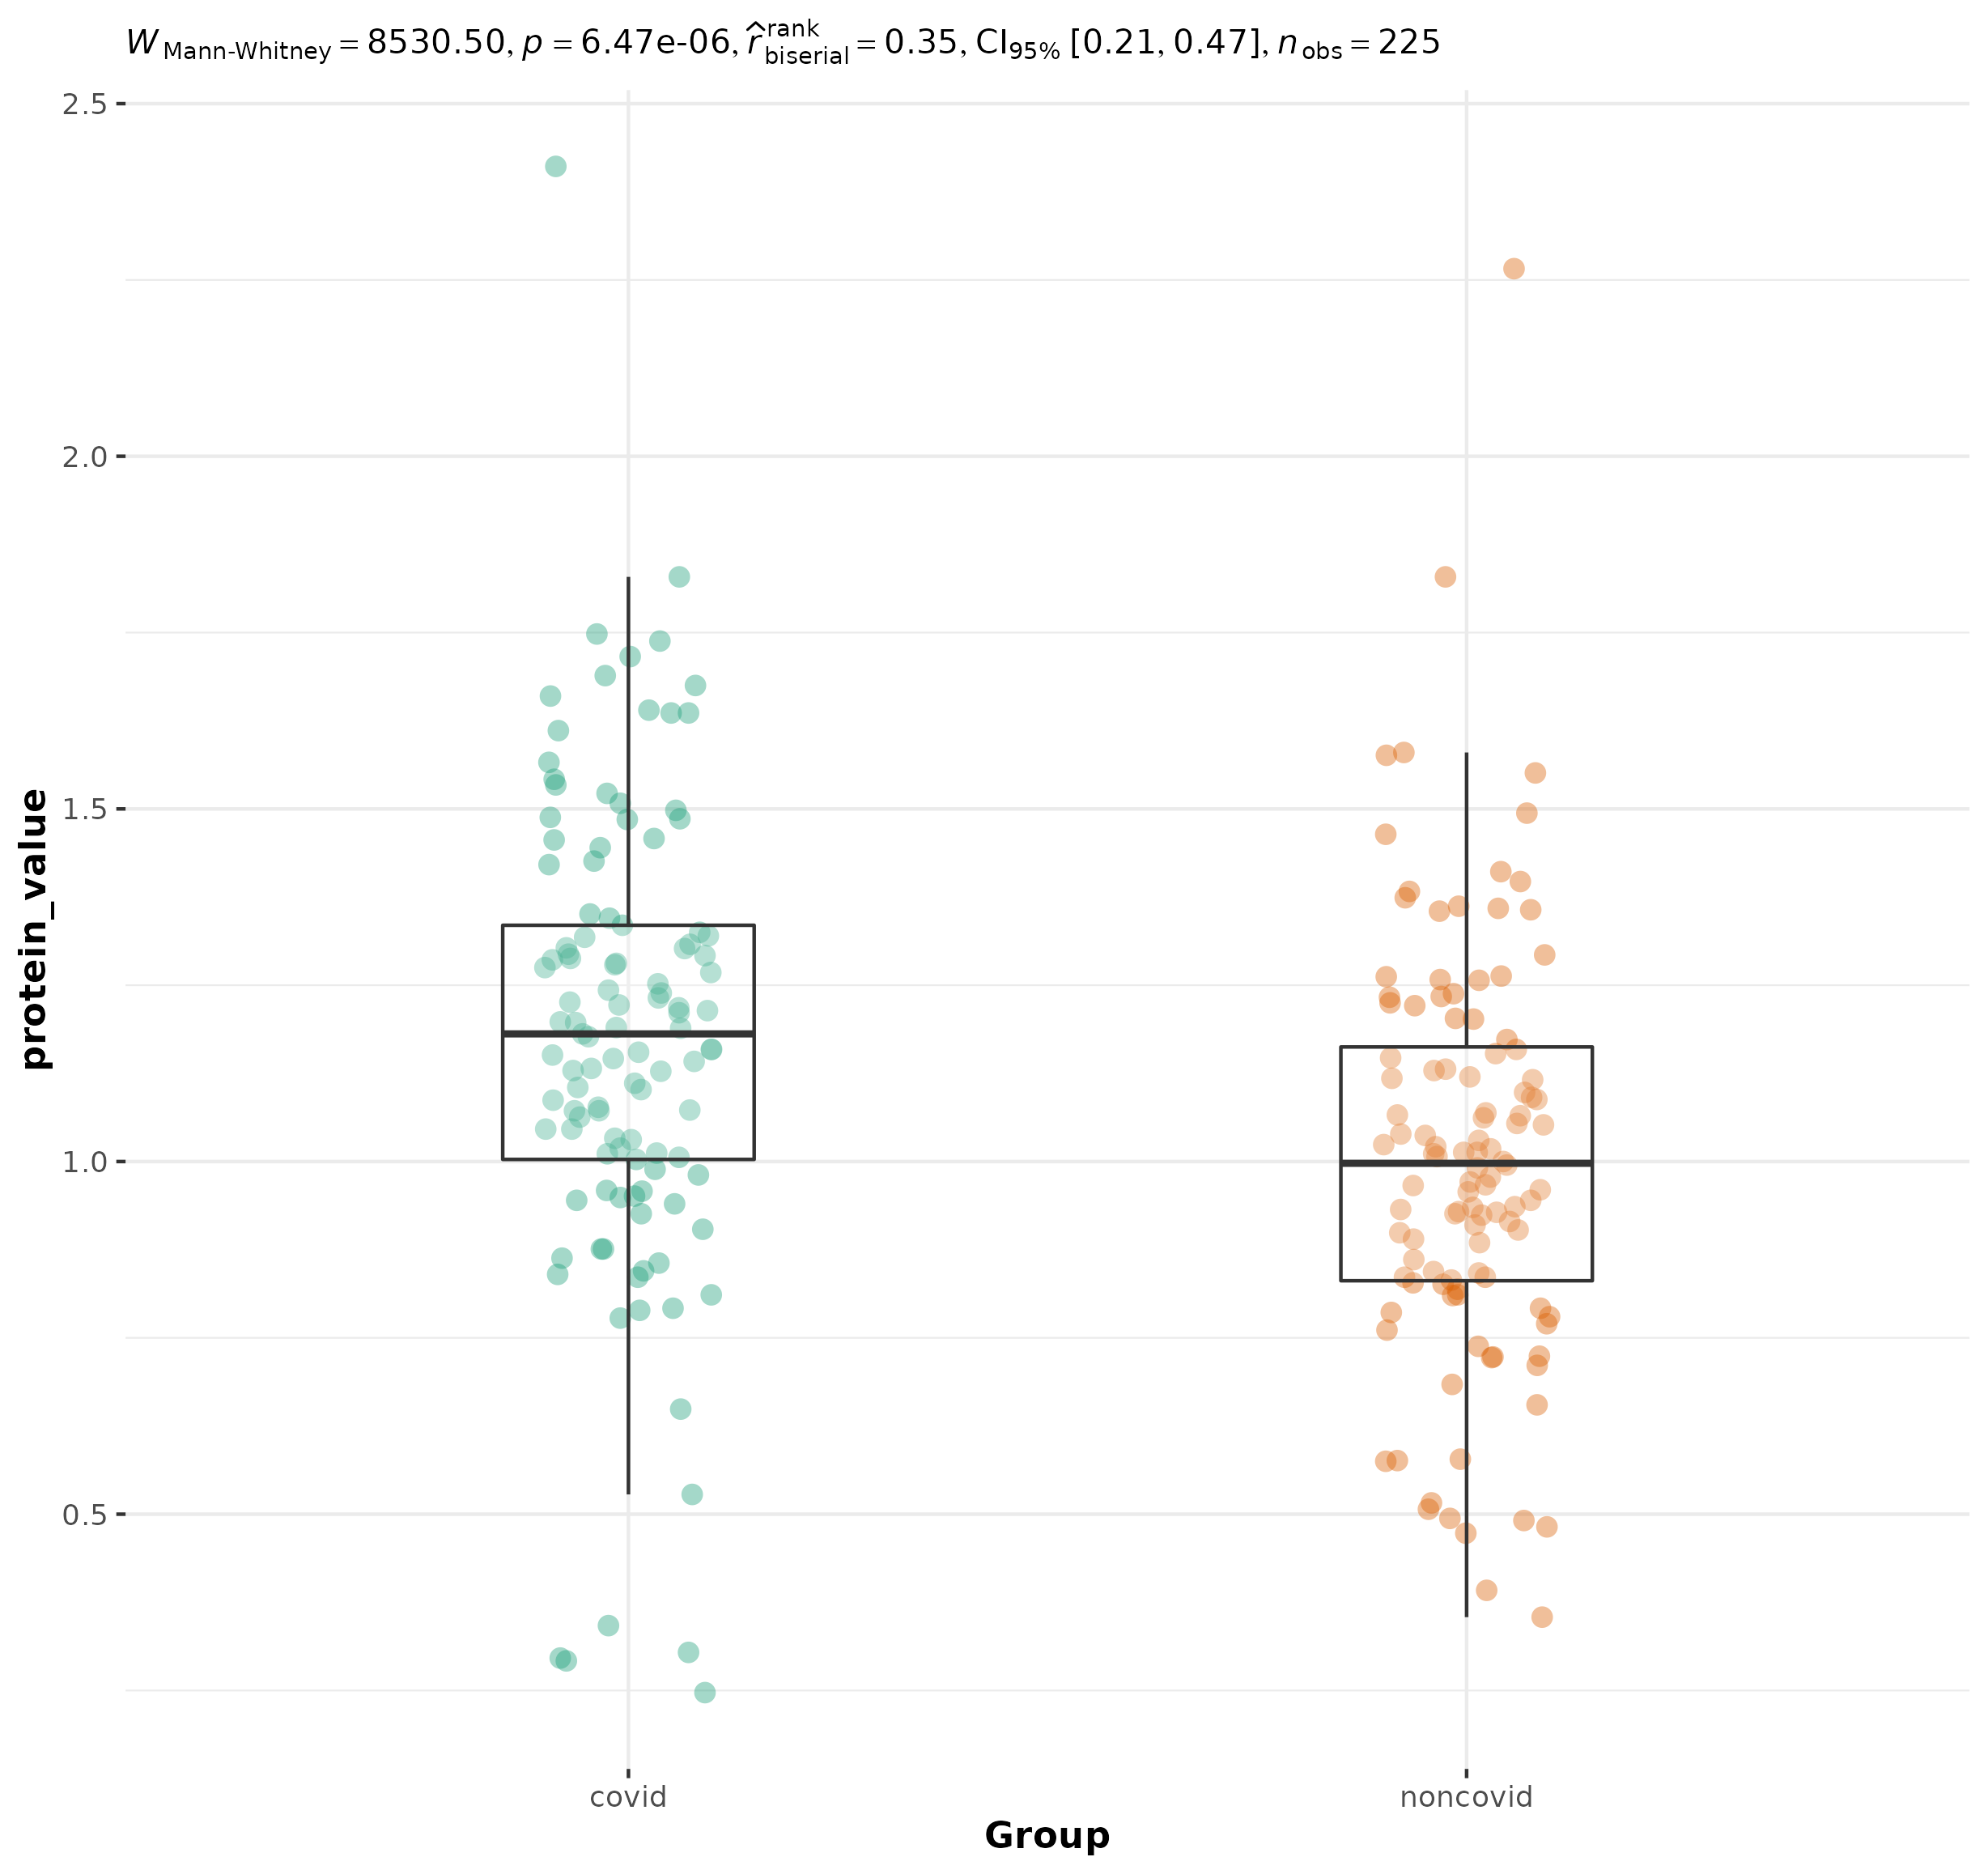 W Mann-Whitney = 8530.50, p = 6.47e-06, r̂ rank biserial = 0.35, CI95% [0.21, 0.47], nobs = 225
2.5
2.0
1.5
1.0
0.5
protein_value
covid noncovid
Group